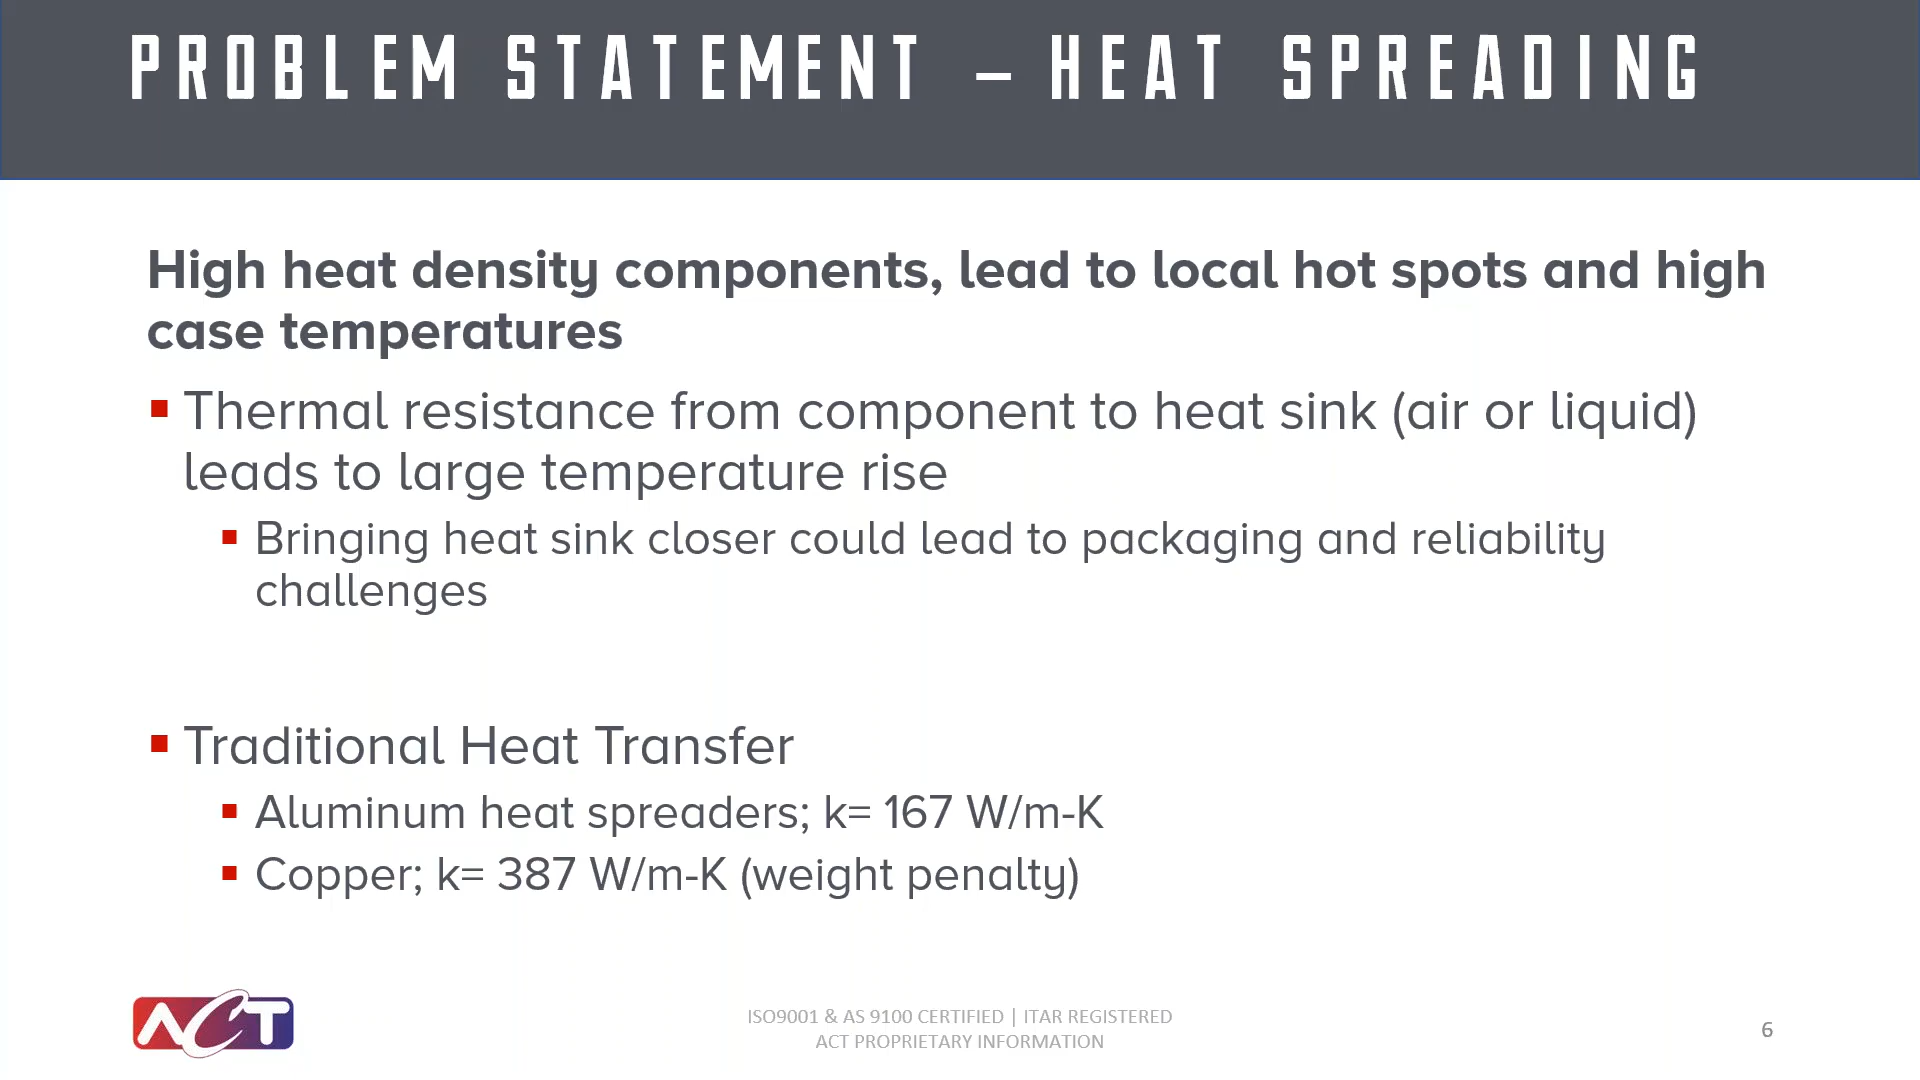 PROBLEM STATEMENT – HEAT SPREADING
High heat density components, lead to local hot spots and high
case temperatures
Thermal resistance from component to heat sink (air or liquid)
leads to large temperature rise
Bringing heat sink closer could lead to packaging and reliability
challenges
Traditional Heat Transfer
Aluminum heat spreaders; k= 167 W/m-K
Copper; k= 387 W/m-K (weight penalty)
ACT
ISO9001 & AS 9100 CERTIFIED | ITAR REGISTERED
ACT PROPRIETARY INFORMATION
6